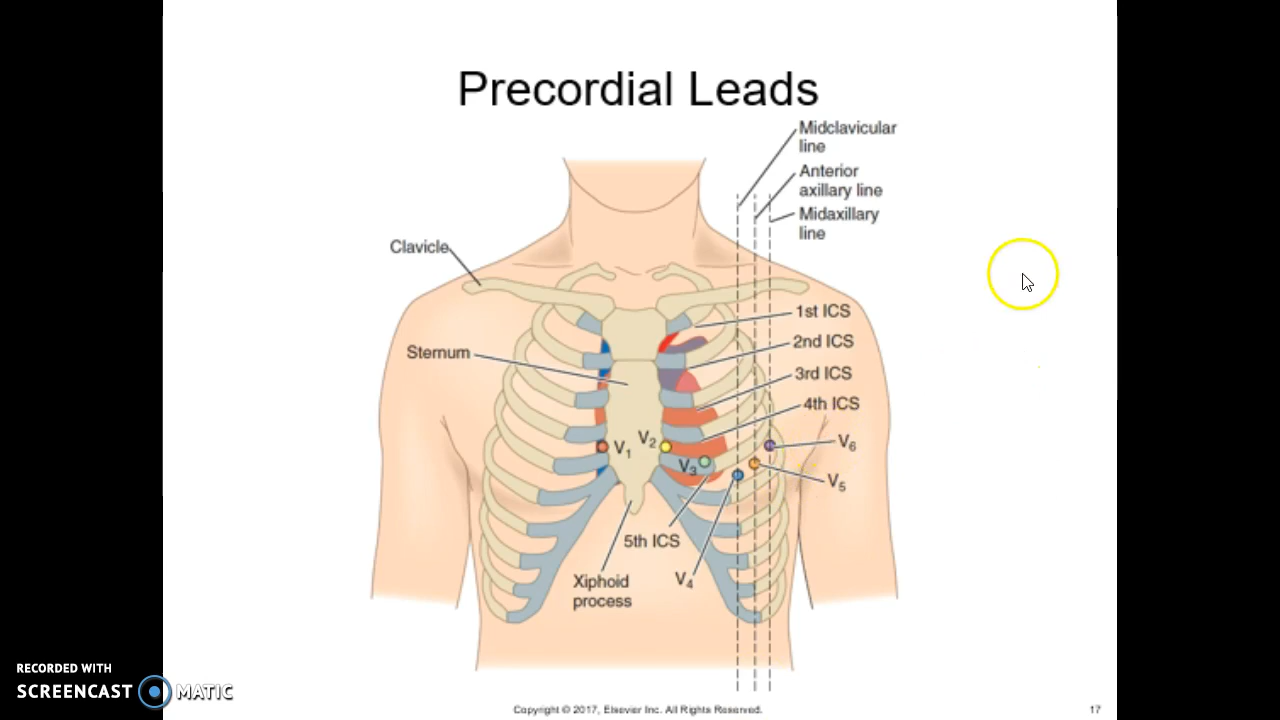 Precordial Leads
Midclavicular
line
Anterior
axillary line
Midaxillary
line
Clavicle
1st ICS
2nd ICS
Sternum
3rd ICS
4th ICS
V1
V2
V3
V6
V5
5th ICS
V4
Xiphoid
process
RECORDED WITH
SCREENCAST MATIC
Copyright © 2017, Elsevier Inc. All Rights Reserved.
17